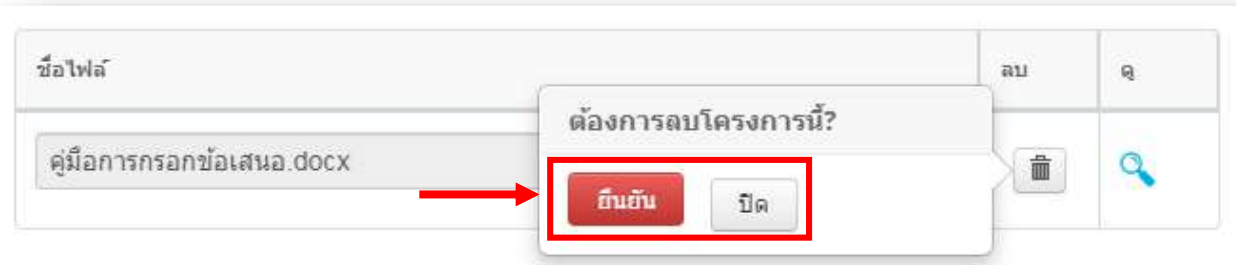 ชื่อไฟล์ ลบ ดู
ต้องการลบโครงการนี้?
คู่มือการกรอกข้อเสนอ.docx
ยืนยัน ปิด